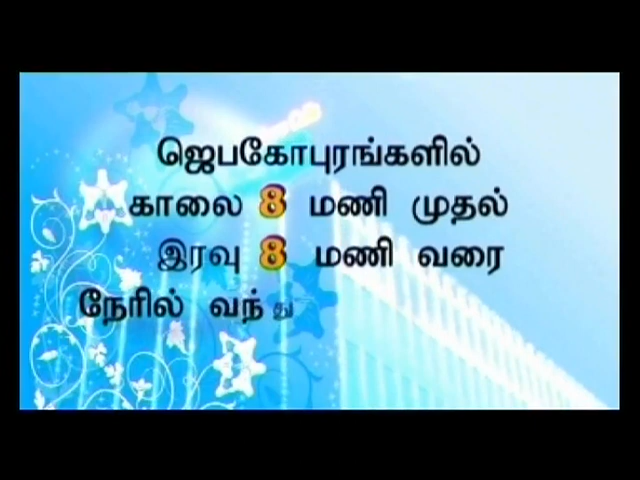 ஜெபகோபுரங்களில்
காலை 8 மணி முதல்
இரவு 8 மணி வரை
நேரில் வந்து